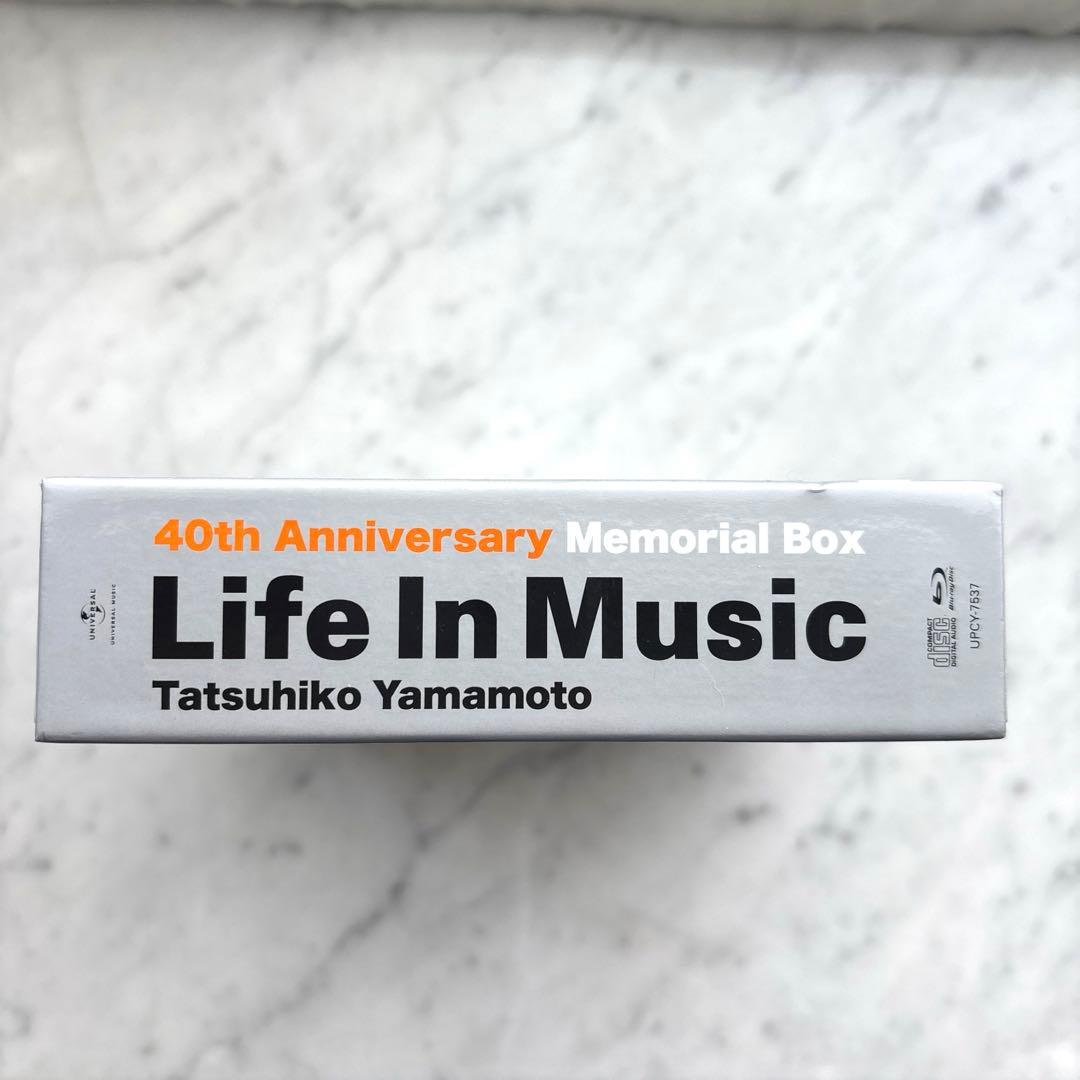 40th Anniversary Memorial Box
Life In Music
Tatsuhiko Yamamoto
UNIVERSAL
UNIVERSAL MUSIC
COMPACT
disc
DIGITAL AUDIO
Blu-ray Disc
UPCY-7537